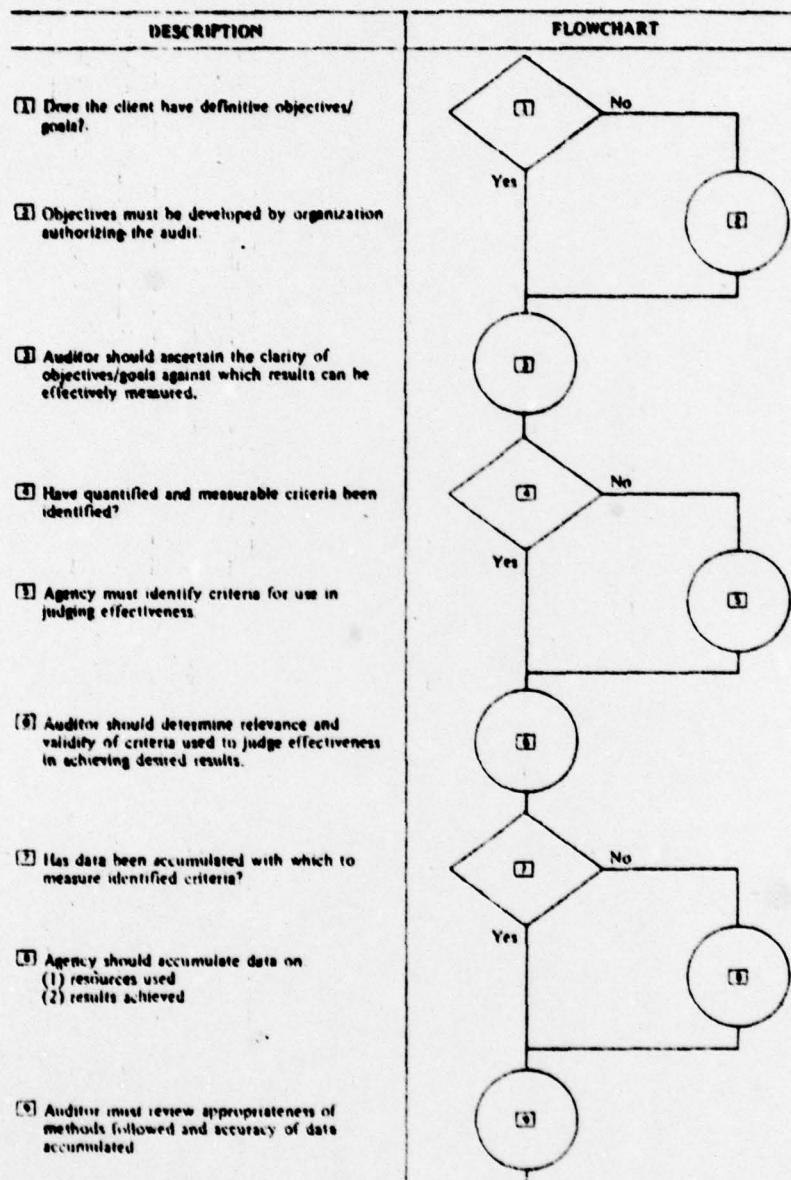 DESCRIPTION
FLOWCHART
[1] Does the client have definitive objectives/
goals?
[2] Objectives must be developed by organization
authorizing the audit.
[3] Auditor should ascertain the clarity of
objectives/goals against which results can be
effectively measured.
[4] Have quantified and measurable criteria been
identified?
[5] Agency must identify criteria for use in
judging effectiveness.
[6] Auditor should determine relevance and
validity of criteria used to judge effectiveness
in achieving desired results.
[7] Has data been accumulated with which to
measure identified criteria?
[8] Agency should accumulate data on
(1) resources used
(2) results achieved
[9] Auditor must review appropriateness of
methods followed and accuracy of data
accumulated
1
No
Yes
2
3
4
No
Yes
5
6
7
No
Yes
8
9